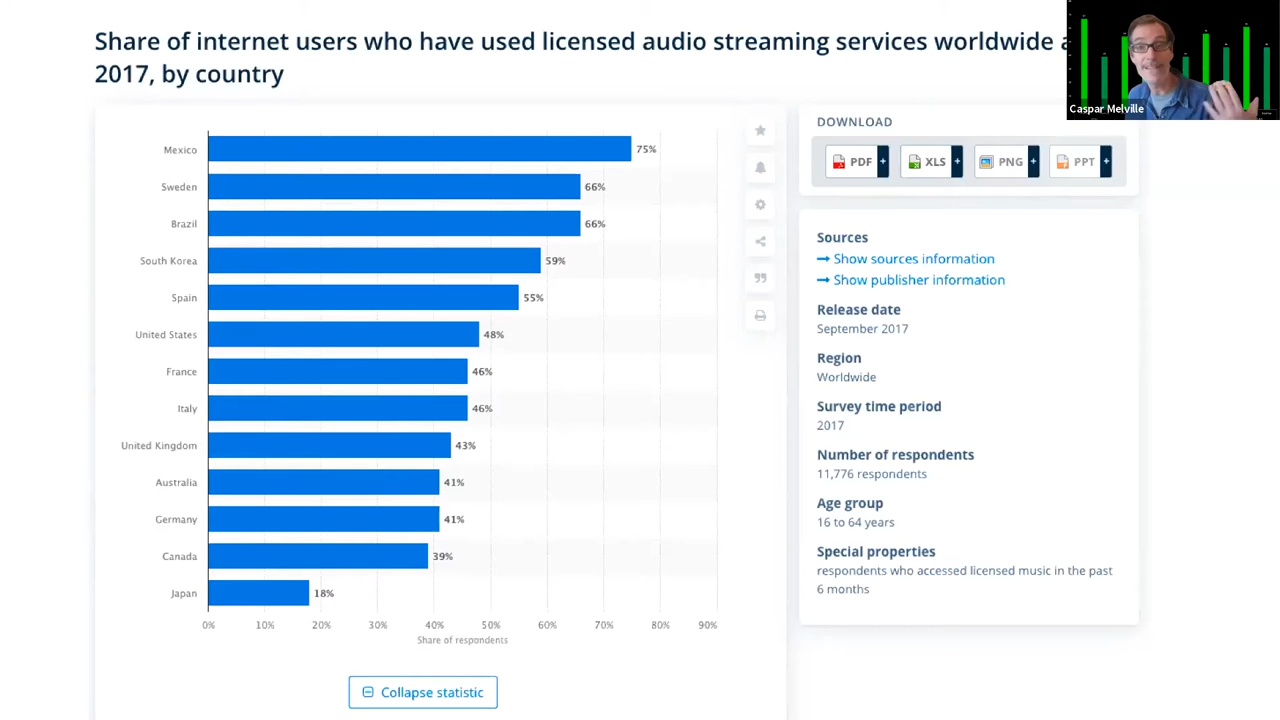 Share of internet users who have used licensed audio streaming services worldwide
2017, by country
Caspar Melville
Mexico 75%
Sweden 66%
Brazil 66%
South Korea 59%
Spain 55%
United States 48%
France 46%
Italy 46%
United Kingdom 43%
Australia 41%
Germany 41%
Canada 39%
Japan 18%
0% 10% 20% 30% 40% 50% 60% 70% 80% 90%
Share of respondents
Collapse statistic
DOWNLOAD
PDF + XLS + PNG + PPT +
Sources
→ Show sources information
→ Show publisher information
Release date
September 2017
Region
Worldwide
Survey time period
2017
Number of respondents
11,776 respondents
Age group
16 to 64 years
Special properties
respondents who accessed licensed music in the past
6 months